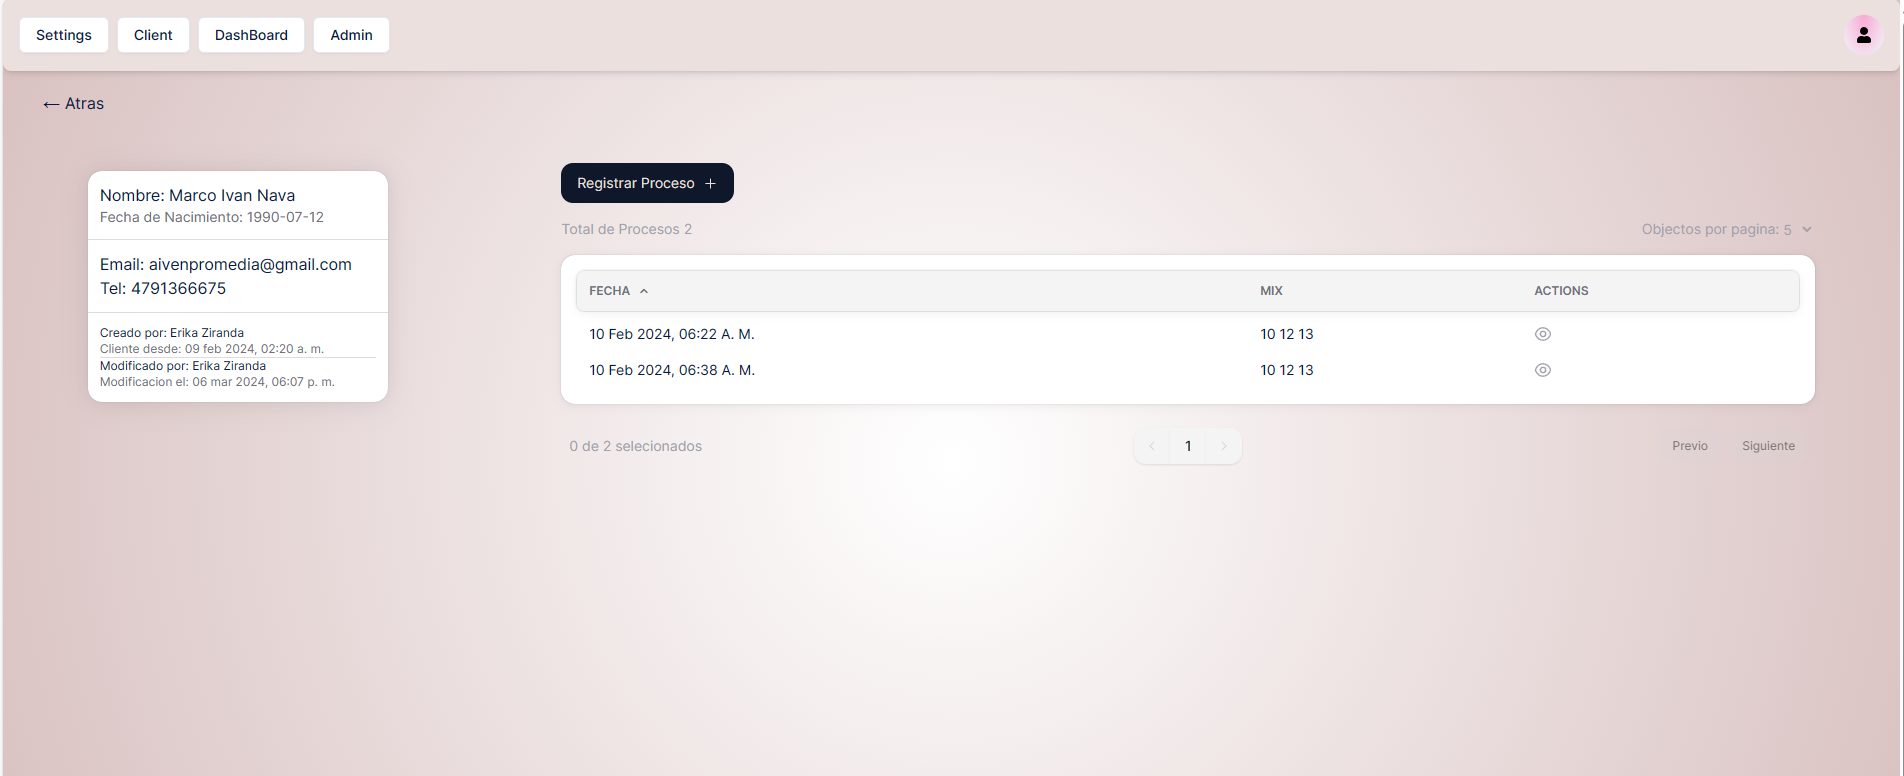 Settings Client DashBoard Admin
← Atras
Nombre: Marco Ivan Nava
Fecha de Nacimiento: 1990-07-12
Email: aivenpromedia@gmail.com
Tel: 4791366675
Creado por: Erika Ziranda
Cliente desde: 09 feb 2024, 02:20 a. m.
Modificado por: Erika Ziranda
Modificacion el: 06 mar 2024, 06:07 p. m.
Registrar Proceso +
Total de Procesos 2 Objectos por pagina: 5
FECHA MIX ACTIONS
10 Feb 2024, 06:22 A. M. 10 12 13
10 Feb 2024, 06:38 A. M. 10 12 13
0 de 2 selecionados < 1 > Previo Siguiente